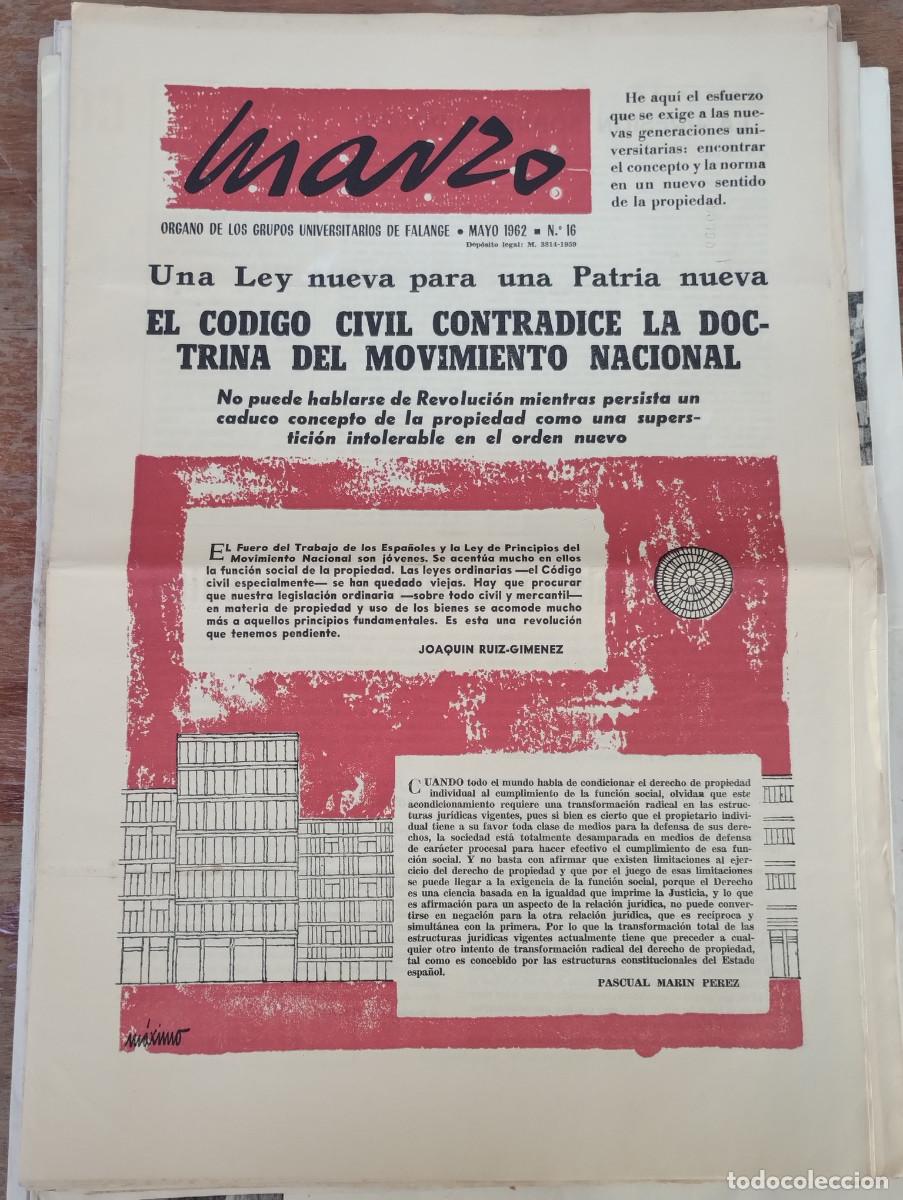 marzo
He aquí el esfuerzo
que se exige a las nue-
vas generaciones uni-
versitarias: encontrar
el concepto y la norma
en un nuevo sentido
de la propiedad.
ORGANO DE LOS GRUPOS UNIVERSITARIOS DE FALANGE • MAYO 1962 ■ N.º 16
Depósito legal: M. 3814-1959
Una Ley nueva para una Patria nueva
EL CODIGO CIVIL CONTRADICE LA DOC-
TRINA DEL MOVIMIENTO NACIONAL
No puede hablarse de Revolución mientras persista un
caduco concepto de la propiedad como una supers-
tición intolerable en el orden nuevo
EL Fuero del Trabajo de los Españoles y la Ley de Principios del
Movimiento Nacional son jóvenes. Se acentúa mucho en ellos
la función social de la propiedad. Las leyes ordinarias —el Código
civil especialmente— se han quedado viejas. Hay que procurar
que nuestra legislación ordinaria —sobre todo civil y mercantil—
en materia de propiedad y uso de los bienes se acomode mucho
más a aquellos principios fundamentales. Es esta una revolución
que tenemos pendiente.
JOAQUIN RUIZ-GIMENEZ
CUANDO todo el mundo habla de condicionar el derecho de propiedad
individual al cumplimiento de la función social, olvidan que este
acondicionamiento requiere una transformación radical en las estruc-
turas jurídicas vigentes, pues si bien es cierto que el propietario indivi-
dual tiene a su favor toda clase de medios para la defensa de sus dere-
chos, la sociedad está totalmente desamparada en medios de defensa
de carácter procesal para hacer efectivo el cumplimiento de esa fun-
ción social. Y no basta con afirmar que existen limitaciones al ejer-
cicio del derecho de propiedad y que por el juego de esas limitaciones
se puede llegar a la exigencia de la función social, porque el Derecho
es una ciencia basada en la igualdad que imprime la Justicia, y lo que
es afirmación para un aspecto de la relación jurídica, no puede conver-
tirse en negación para la otra relación jurídica, que es recíproca y
simultánea con la primera. Por lo que la transformación total de las
estructuras jurídicas vigentes actualmente tiene que preceder a cual-
quier otro intento de transformación radical del derecho de propiedad,
tal como es concebido por las estructuras constitucionales del Estado
español.
PASCUAL MARIN PEREZ
máximo
todocoleccion